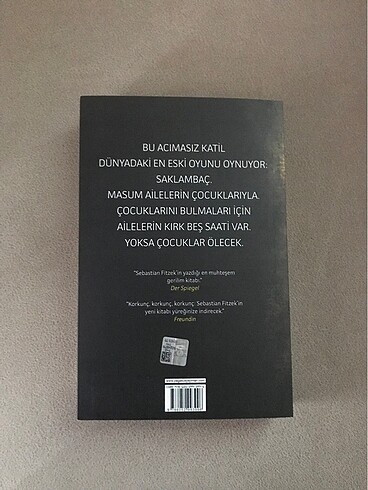 BU ACIMASIZ KATİL
DÜNYADAKİ EN ESKİ OYUNU OYNUYOR:
SAKLAMBAÇ.
MASUM AİLELERİN ÇOCUKLARIYLA.
ÇOCUKLARINI BULMALARI İÇİN
AİLELERİN KIRK BEŞ SAATİ VAR.
YOKSA ÇOCUKLAR ÖLECEK.
"Sebastian Fitzek'in yazdığı en muhteşem
gerilim kitabı."
Der Spiegel
"Korkunç, korkunç, korkunç: Sebastian Fitzek'in
yeni kitabı yüreğinize indirecek."
Freundin